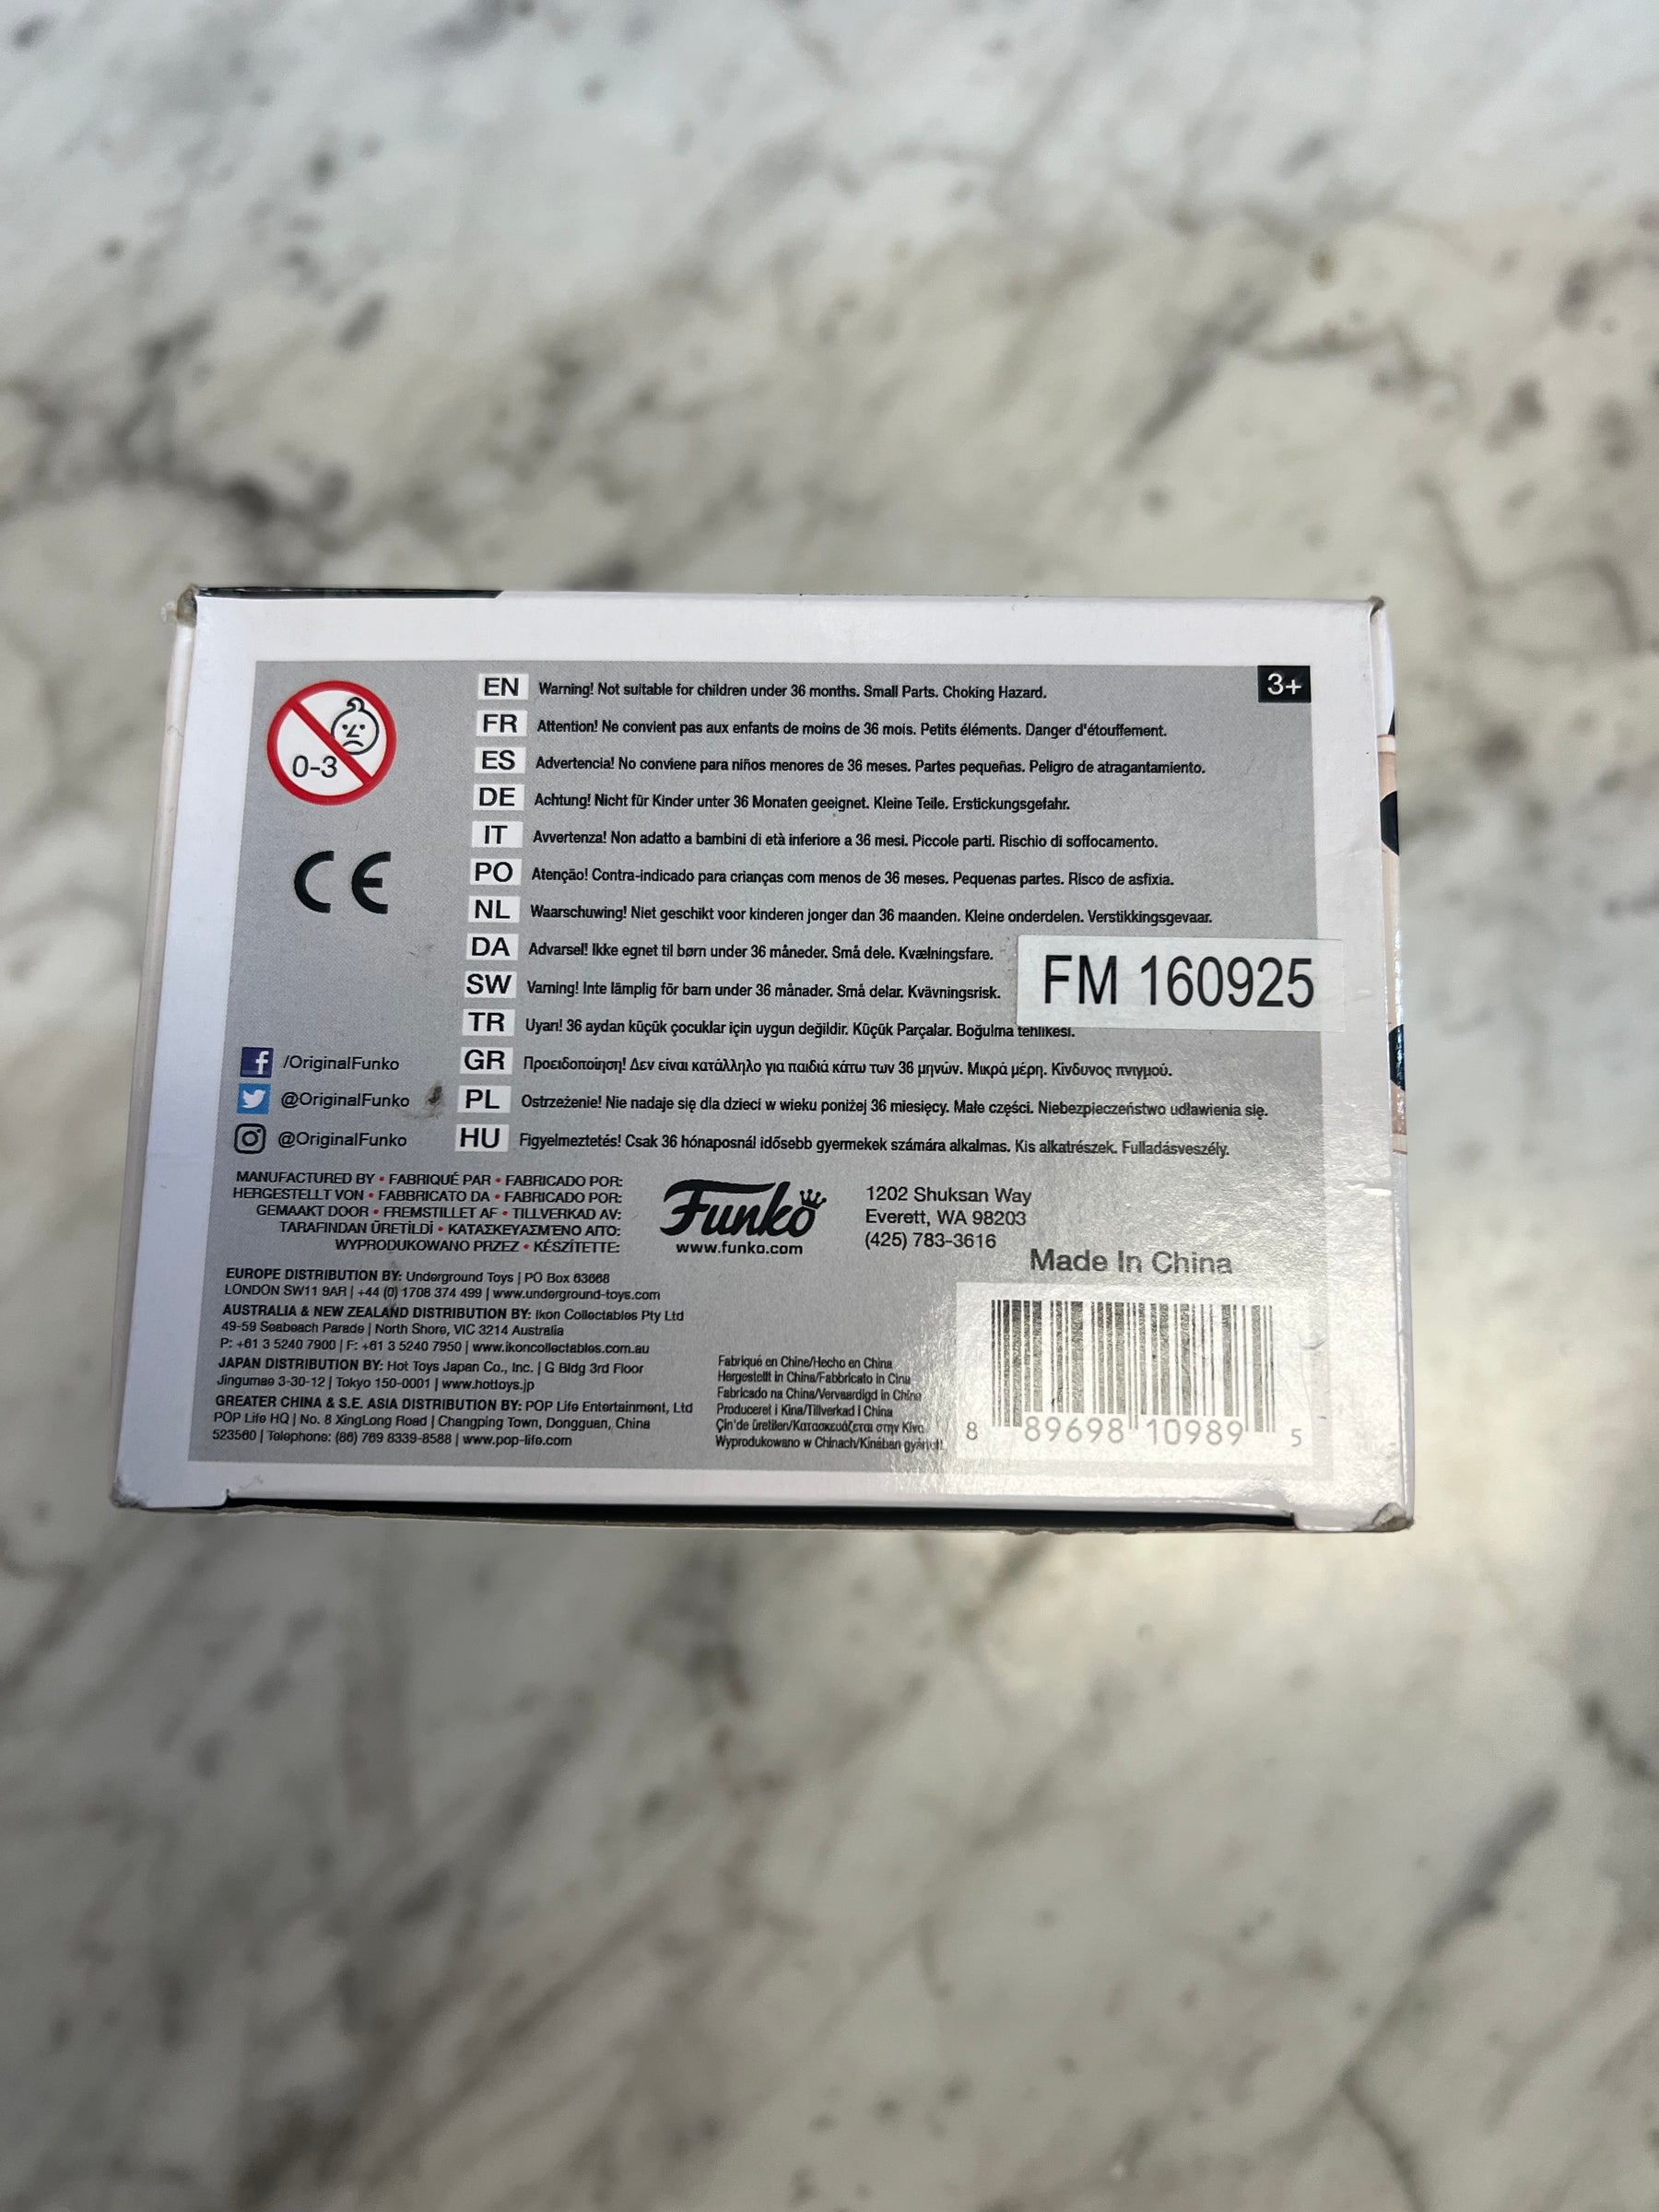 3+
0-3
EN Warning! Not suitable for children under 36 months. Small Parts. Choking Hazard.
FR Attention! Ne convient pas aux enfants de moins de 36 mois. Petits éléments. Danger d'étouffement.
ES Advertencia! No conviene para niños menores de 36 meses. Partes pequeñas. Peligro de atragantamiento.
DE Achtung! Nicht für Kinder unter 36 Monaten geeignet. Kleine Teile. Erstickungsgefahr.
IT Avvertenza! Non adatto a bambini di età inferiore a 36 mesi. Piccole parti. Rischio di soffocamento.
PO Atenção! Contra-indicado para crianças com menos de 36 meses. Pequenas partes. Risco de asfixia.
NL Waarschuwing! Niet geschikt voor kinderen jonger dan 36 maanden. Kleine onderdelen. Verstikkingsgevaar.
DA Advarsel! Ikke egnet til børn under 36 måneder. Små dele. Kvælningsfare.
SW Varning! Inte lämplig för barn under 36 månader. Små delar. Kvävningsrisk.
TR Uyarı! 36 aydan küçük çocuklar için uygun değildir. Küçük Parçalar. Boğulma tehlikesi.
GR Προειδοποίηση! Δεν είναι κατάλληλο για παιδιά κάτω των 36 μηνών. Μικρά μέρη. Κίνδυνος πνιγμού.
PL Ostrzeżenie! Nie nadaje się dla dzieci w wieku poniżej 36 miesięcy. Małe części. Niebezpieczeństwo udławienia się.
HU Figyelmeztetés! Csak 36 hónaposnál idősebb gyermekek számára alkalmas. Kis alkatrészek. Fulladásveszély.
CE
FM 160925
/OriginalFunko
@OriginalFunko
@OriginalFunko
MANUFACTURED BY • FABRIQUÉ PAR • FABRICADO POR:
HERGESTELLT VON • FABBRICATO DA • FABRICADO POR:
GEMAAKT DOOR • FREMSTILLET AF • TILLVERKAD AV:
TARAFINDAN ÜRETİLDİ • ΚΑΤΑΣΚΕΥΑΣΜΈΝΟ ΑΠΌ:
WYPRODUKOWANO PRZEZ • KÉSZÍTETTE:
Funko
www.funko.com
1202 Shuksan Way
Everett, WA 98203
(425) 783-3616
Made In China
EUROPE DISTRIBUTION BY: Underground Toys | PO Box 63668
LONDON SW11 9AR | +44 (0) 1708 374 499 | www.underground-toys.com
AUSTRALIA & NEW ZEALAND DISTRIBUTION BY: Ikon Collectables Pty Ltd
49-59 Seabeach Parade | North Shore, VIC 3214 Australia
P: +61 3 5240 7900 | F: +61 3 5240 7950 | www.ikoncollectables.com.au
JAPAN DISTRIBUTION BY: Hot Toys Japan Co., Inc. | G Bldg 3rd Floor
Jingumae 3-30-12 | Tokyo 150-0001 | www.hottoys.jp
GREATER CHINA & S.E. ASIA DISTRIBUTION BY: POP Life Entertainment, Ltd
POP Life HQ | No. 8 XingLong Road | Changping Town, Dongguan, China
523560 | Telephone: (86) 769 8339-8588 | www.pop-life.com
Fabriqué en Chine/Hecho en China
Hergestellt in China/Fabbricato in Cina
Fabricado na China/Vervaardigd in China
Produceret i Kina/Tillverkad i China
Çin'de üretilen/Κατασκευάζεται στην Κίνα
Wyprodukowano w Chinach/Kínában gyártott
8 89698 10989 5